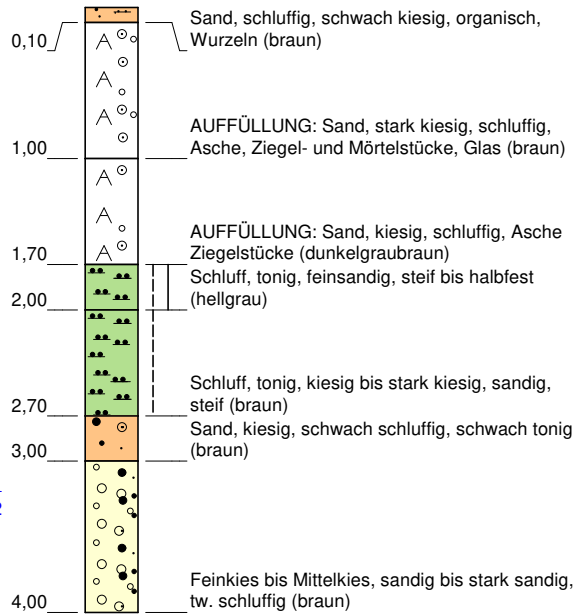 Sand, schluffig, schwach kiesig, organisch,
0,10 Wurzeln (braun)
AUFFÜLLUNG: Sand, stark kiesig, schluffig,
1,00 Asche, Ziegel- und Mörtelstücke, Glas (braun)
AUFFÜLLUNG: Sand, kiesig, schluffig, Asche
1,70 Ziegelstücke (dunkelgraubraun)
Schluff, tonig, feinsandig, steif bis halbfest
2,00 (hellgrau)
Schluff, tonig, kiesig bis stark kiesig, sandig,
2,70 steif (braun)
Sand, kiesig, schwach schluffig, schwach tonig
3,00 (braun)
Feinkies bis Mittelkies, sandig bis stark sandig,
4,00 tw. schluffig (braun)